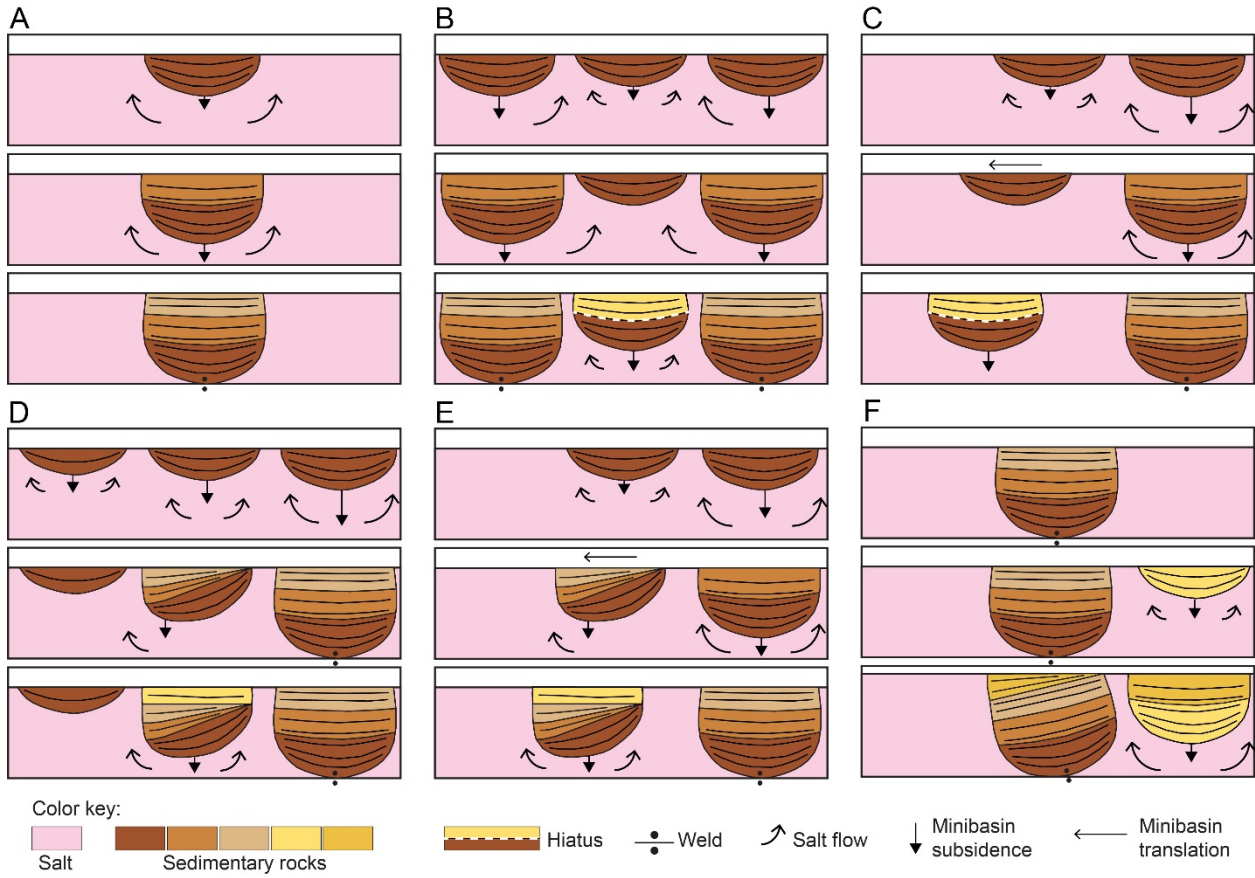 A
B
C
D
E
F
Color key:
Salt
Sedimentary rocks
Hiatus
Weld
Salt flow
Minibasin
subsidence
Minibasin
translation